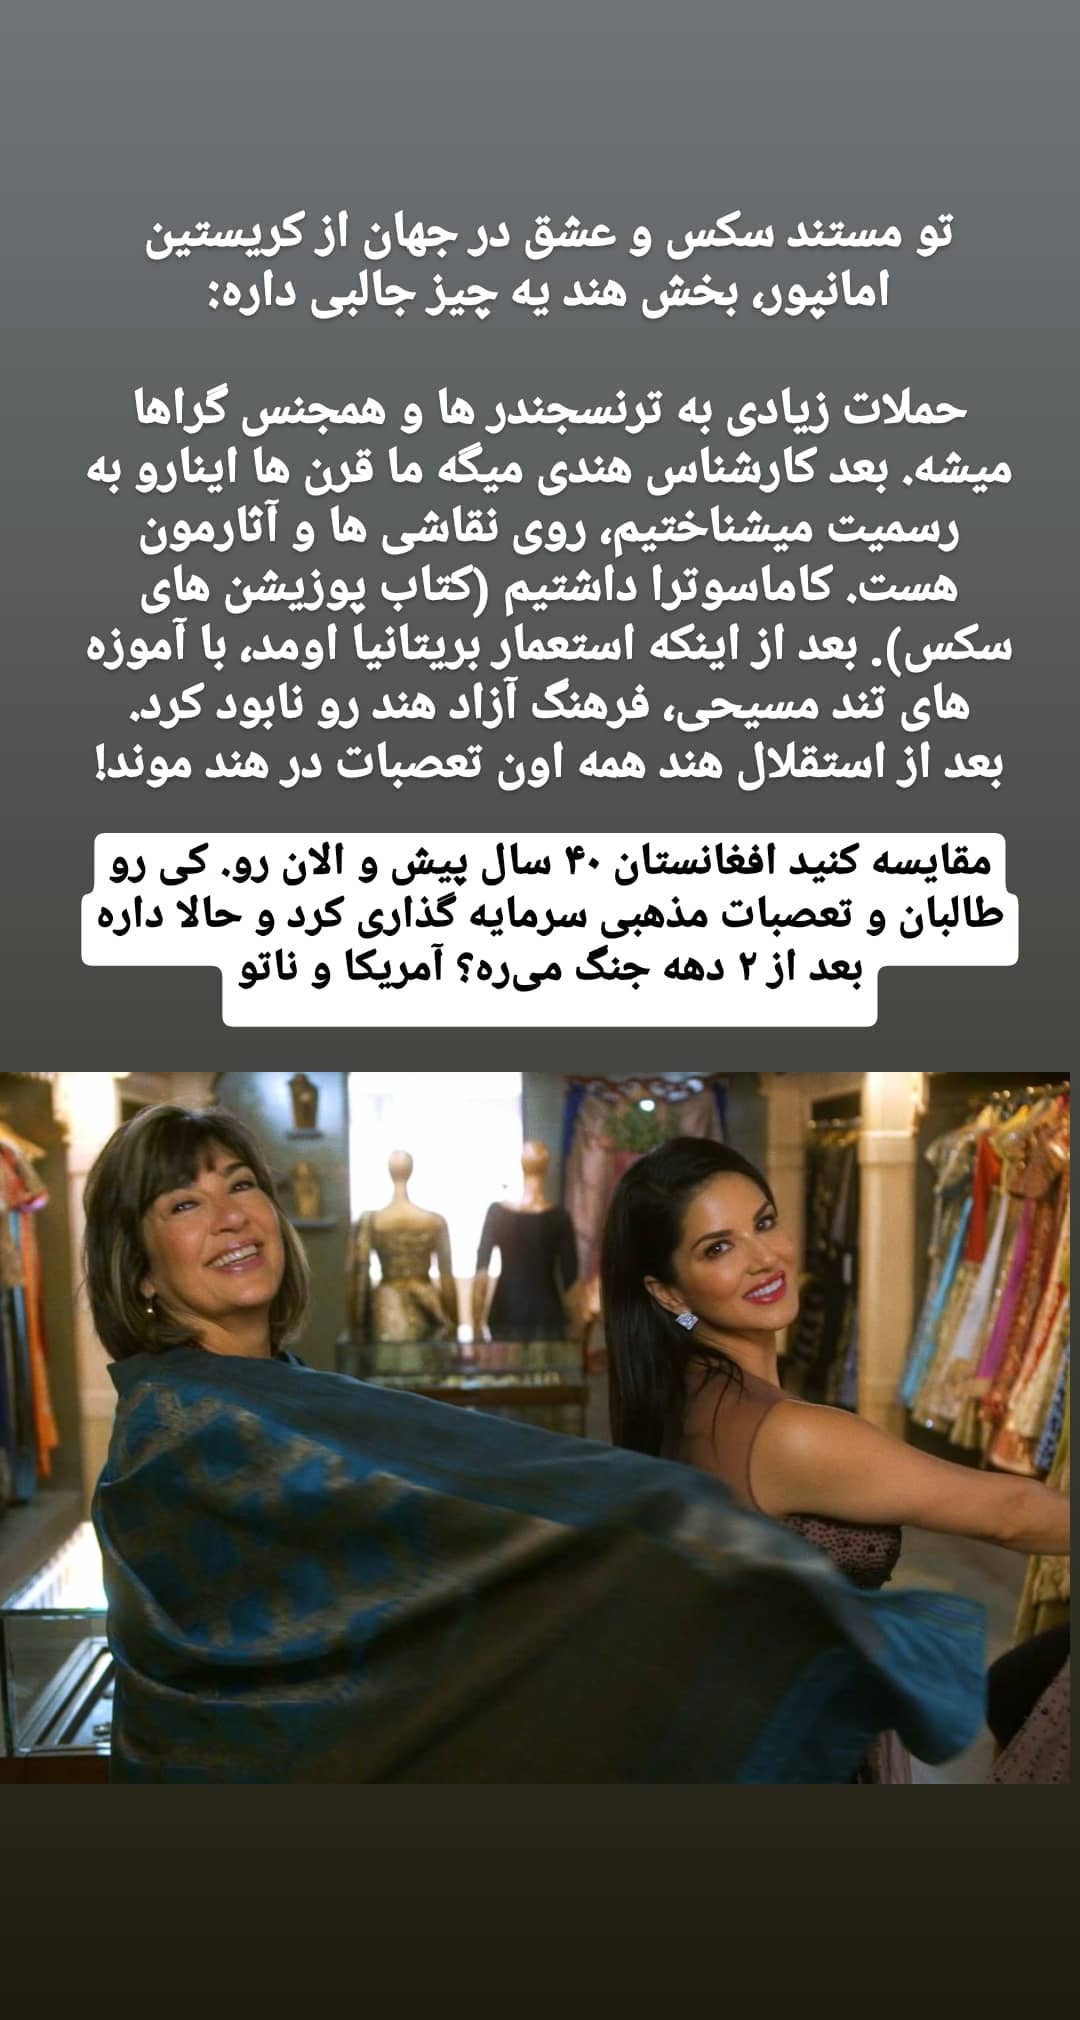 تو مستند سکس و عشق در جهان از کریستین
امانپور، بخش هند یه چیز جالبی داره:
حملات زیادی به ترنسجندر ها و همجنس گراها
میشه. بعد کارشناس هندی میگه ما قرن ها اینارو به
رسمیت میشناختیم، روی نقاشی ها و آثارمون
هست. کاماسوترا داشتیم (کتاب پوزیشن های
سکس). بعد از اینکه استعمار بریتانیا اومد، با آموزه
های تند مسیحی، فرهنگ آزاد هند رو نابود کرد.
بعد از استقلال هند همه اون تعصبات در هند موند!
مقایسه کنید افغانستان ۴۰ سال پیش و الان رو. کی رو
طالبان و تعصبات مذهبی سرمایه گذاری کرد و حالا داره
بعد از ۲ دهه جنگ می‌ره؟ آمریکا و ناتو